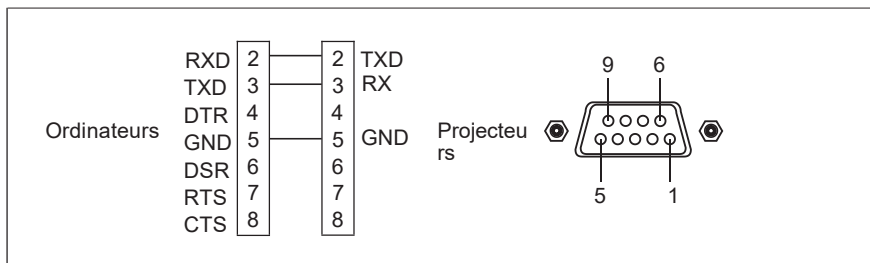 RXD 2 2 TXD
TXD 3 3 RX
DTR 4 4
Ordinateurs
GND 5 5 GND
Projecteu
rs
DSR 6 6
RTS 7 7
CTS 8 8
9 6
5 1